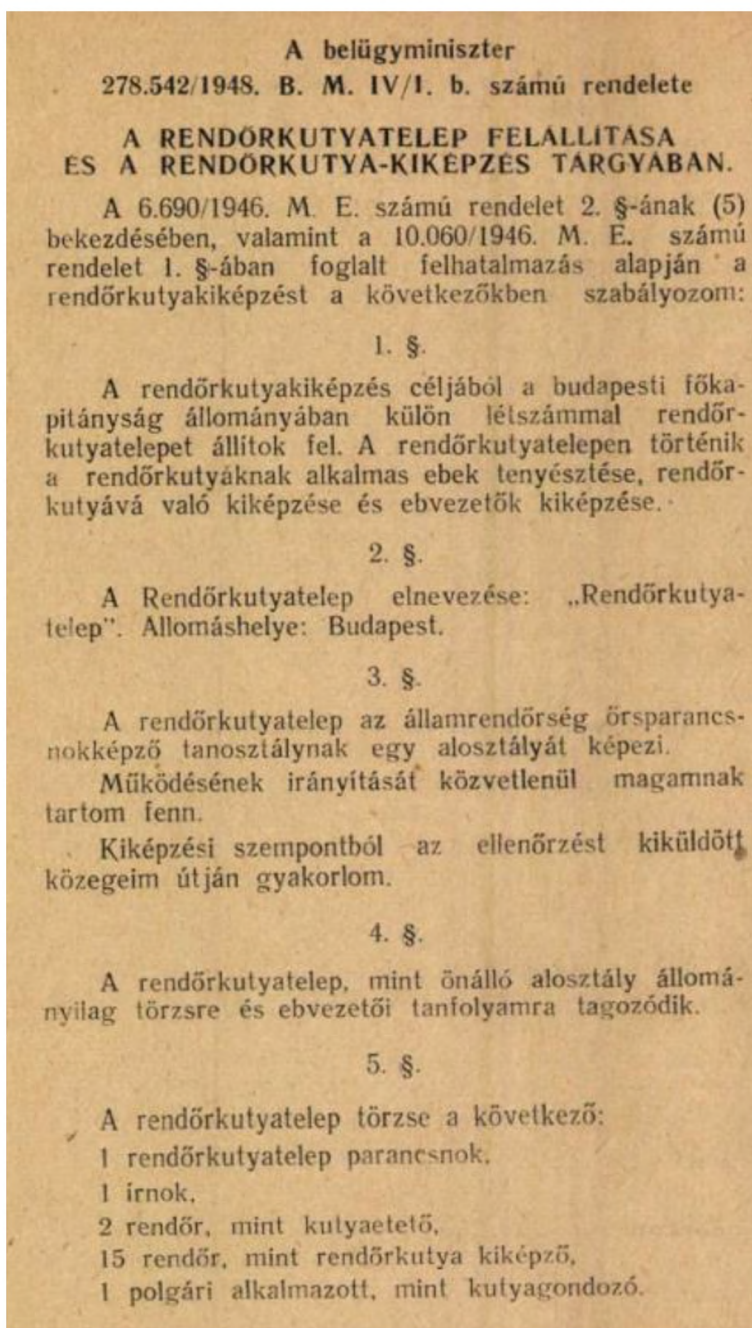 A belügyminiszter
278.542/1948. B. M. IV/1. b. számú rendelete
A RENDŐRKUTYATELEP FELALLITASA
ÉS A RENDŐRKUTYA-KIKÉPZÉS TARGYABAN.
A 6.690/1946. M. E. számú rendelet 2. §-ának (5)
bekezdésében, valamint a 10.060/1946. M. E. számú
rendelet 1. §-ában foglalt felhatalmazás alapján a
rendőrkutyakiképzést a következőkben szabályozom:
1. §.
A rendőrkutyakiképzés céljából a budapesti főka-
pitányság állományában külön létszámmal rendőr-
kutyatelepet állítok fel. A rendőrkutyatelepen történik
a rendőrkutyáknak alkalmas ebek tenyésztése, rendőr-
kutyává való kiképzése és ebvezetők kiképzése.
2. §.
A Rendőrkutyatelep elnevezése: „Rendőrkutya-
telep”. Allomáshelye: Budapest.
3. §.
A rendőrkutyatelep az államrendőrség őrsparancs-
nokképző tanosztálynak egy alosztályát képezi.
Működésének irányítását közvetlenül magamnak
tartom fenn.
Kiképzési szempontból az ellenőrzést kiküldött
közegeim útján gyakorlom.
4. §.
A rendőrkutyatelep, mint önálló alosztály állomá-
nyilag törzsre és ebvezetői tanfolyamra tagozódik.
5. §.
A rendőrkutyatelep törzse a következő:
1 rendőrkutyatelep parancsnok,
1 írnok,
2 rendőr, mint kutyaetető,
15 rendőr, mint rendőrkutya kiképző,
1 polgári alkalmazott, mint kutyagondozó.